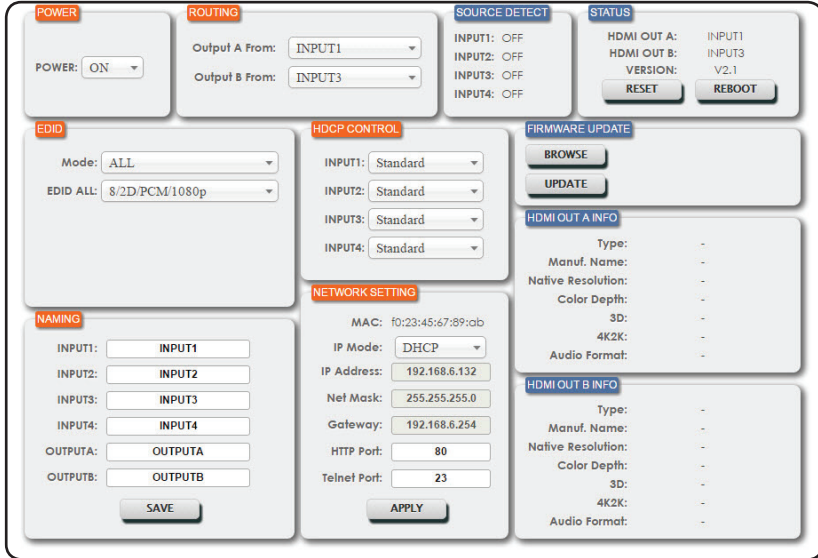 POWER
POWER: ON
ROUTING
Output A From: INPUT1
Output B From: INPUT3
SOURCE DETECT
INPUT1: OFF
INPUT2: OFF
INPUT3: OFF
INPUT4: OFF
STATUS
HDMI OUT A: INPUT1
HDMI OUT B: INPUT3
VERSION: V2.1
RESET REBOOT
EDID
Mode: ALL
EDID ALL: 8/2D/PCM/1080p
HDCP CONTROL
INPUT1: Standard
INPUT2: Standard
INPUT3: Standard
INPUT4: Standard
FIRMWARE UPDATE
BROWSE
UPDATE
HDMI OUT A INFO
Type: -
Manuf. Name: -
Native Resolution: -
Color Depth: -
3D: -
4K2K: -
Audio Format: -
NAMING
INPUT1: INPUT1
INPUT2: INPUT2
INPUT3: INPUT3
INPUT4: INPUT4
OUTPUTA: OUTPUTA
OUTPUTB: OUTPUTB
SAVE
NETWORK SETTING
MAC: f0:23:45:67:89:ab
IP Mode: DHCP
IP Address: 192.168.6.132
Net Mask: 255.255.255.0
Gateway: 192.168.6.254
HTTP Port: 80
Telnet Port: 23
APPLY
HDMI OUT B INFO
Type: -
Manuf. Name: -
Native Resolution: -
Color Depth: -
3D: -
4K2K: -
Audio Format: -